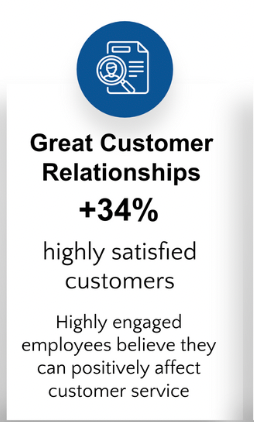 Great Customer
Relationships
+34%
highly satisfied
customers
Highly engaged
employees believe they
can positively affect
customer service